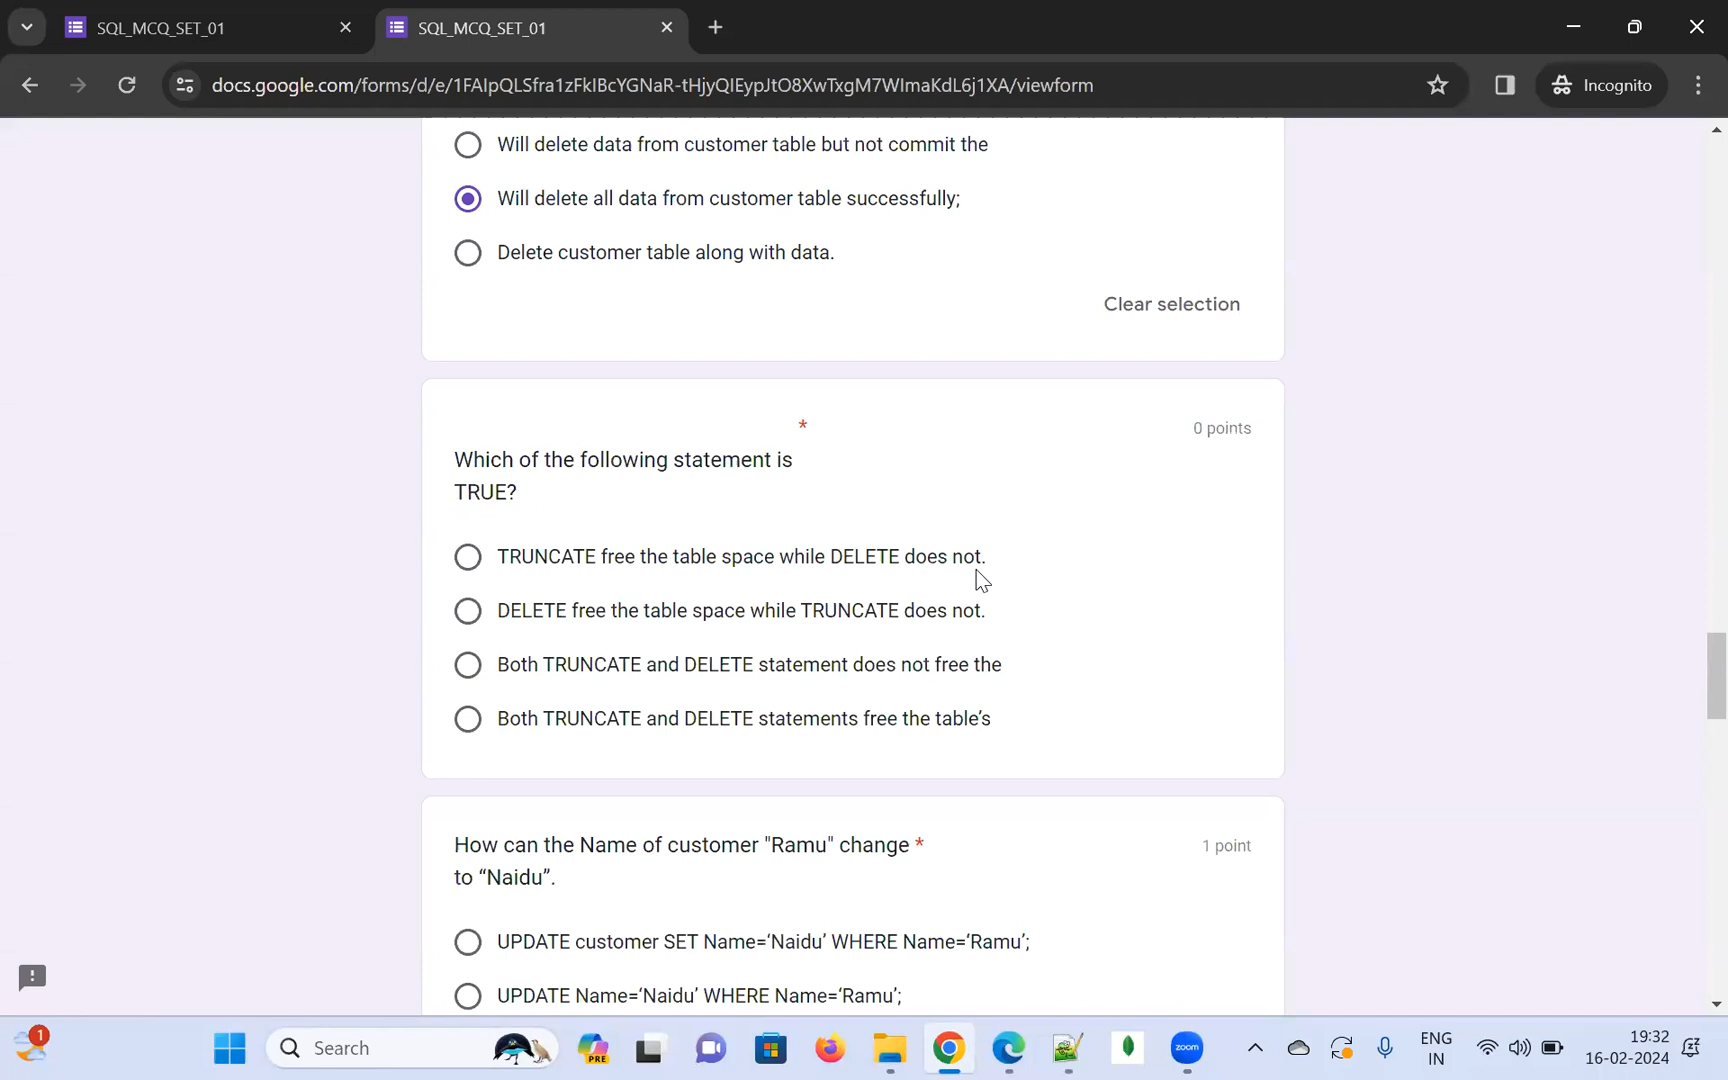 SQL_MCQ_SET_01
SQL_MCQ_SET_01
docs.google.com/forms/d/e/1FAIpQLSfra1zFkIBcYGNaR-tHjyQIEypJtO8XwTxgM7WImaKdL6j1XA/viewform
Incognito
Will delete data from customer table but not commit the
Will delete all data from customer table successfully;
Delete customer table along with data.
Clear selection
*
0 points
Which of the following statement is
TRUE?
TRUNCATE free the table space while DELETE does not.
DELETE free the table space while TRUNCATE does not.
Both TRUNCATE and DELETE statement does not free the
Both TRUNCATE and DELETE statements free the table’s
How can the Name of customer "Ramu" change *
1 point
to “Naidu”.
UPDATE customer SET Name=‘Naidu’ WHERE Name=‘Ramu’;
UPDATE Name=‘Naidu’ WHERE Name=‘Ramu’;
1
Search
PRE
zoom
ENG
IN
19:32
16-02-2024